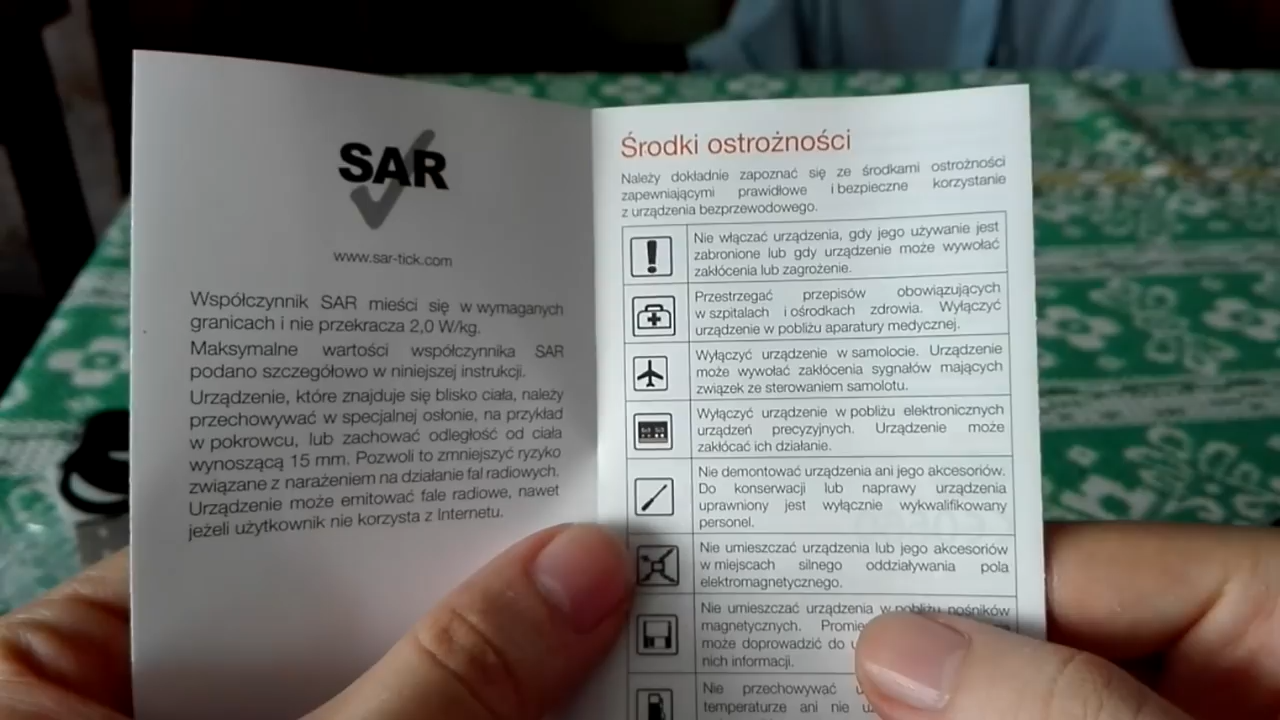 SAR
www.sar-tick.com
Współczynnik SAR mieści się w wymaganych
granicach i nie przekracza 2,0 W/kg.
Maksymalne wartości współczynnika SAR
podano szczegółowo w niniejszej instrukcji.
Urządzenie, które znajduje się blisko ciała, należy
przechowywać w specjalnej osłonie, na przykład
w pokrowcu, lub zachować odległość od ciała
wynoszącą 15 mm. Pozwoli to zmniejszyć ryzyko
związane z narażeniem na działanie fal radiowych.
Urządzenie może emitować fale radiowe, nawet
jeżeli użytkownik nie korzysta z Internetu.
Środki ostrożności
Należy dokładnie zapoznać się ze środkami ostrożności
zapewniającymi prawidłowe i bezpieczne korzystanie
z urządzenia bezprzewodowego.
Nie włączać urządzenia, gdy jego używanie jest
zabronione lub gdy urządzenie może wywołać
zakłócenia lub zagrożenie.
Przestrzegać przepisów obowiązujących
w szpitalach i ośrodkach zdrowia. Wyłączyć
urządzenie w pobliżu aparatury medycznej.
Wyłączyć urządzenie w samolocie. Urządzenie
może wywołać zakłócenia sygnałów mających
związek ze sterowaniem samolotu.
Wyłączyć urządzenie w pobliżu elektronicznych
urządzeń precyzyjnych. Urządzenie może
zakłócać ich działanie.
Nie demontować urządzenia ani jego akcesoriów.
Do konserwacji lub naprawy urządzenia
uprawniony jest wyłącznie wykwalifikowany
personel.
Nie umieszczać urządzenia lub jego akcesoriów
w miejscach silnego oddziaływania pola
elektromagnetycznego.
Nie umieszczać urządzenia w pobliżu nośników
magnetycznych.
może doprowadzić do
nich informacji.
Nie przechowywać
temperaturze ani nie